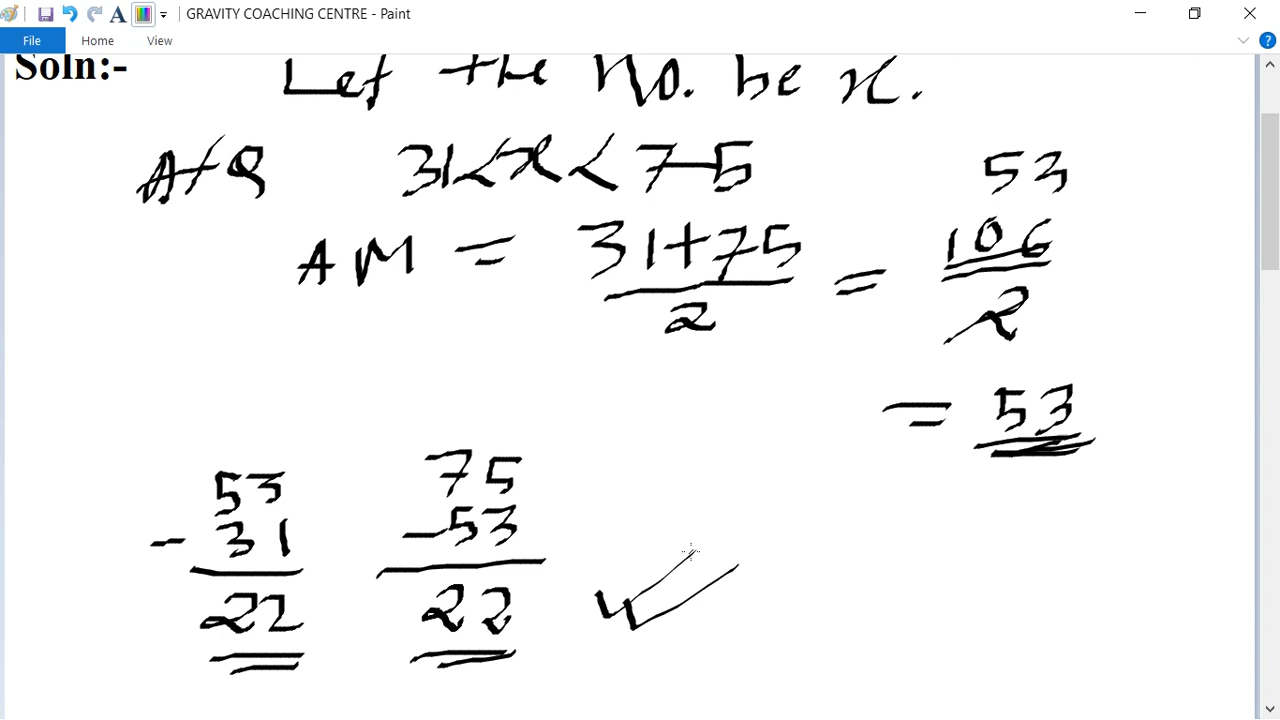 GRAVITY COACHING CENTRE - Paint
File Home View
Soln:- Let the No. be x.
A/Q 31<x<75
AM = 31+75/2 = 106/2 53
= 53
53 75
- 31 -53
22 22